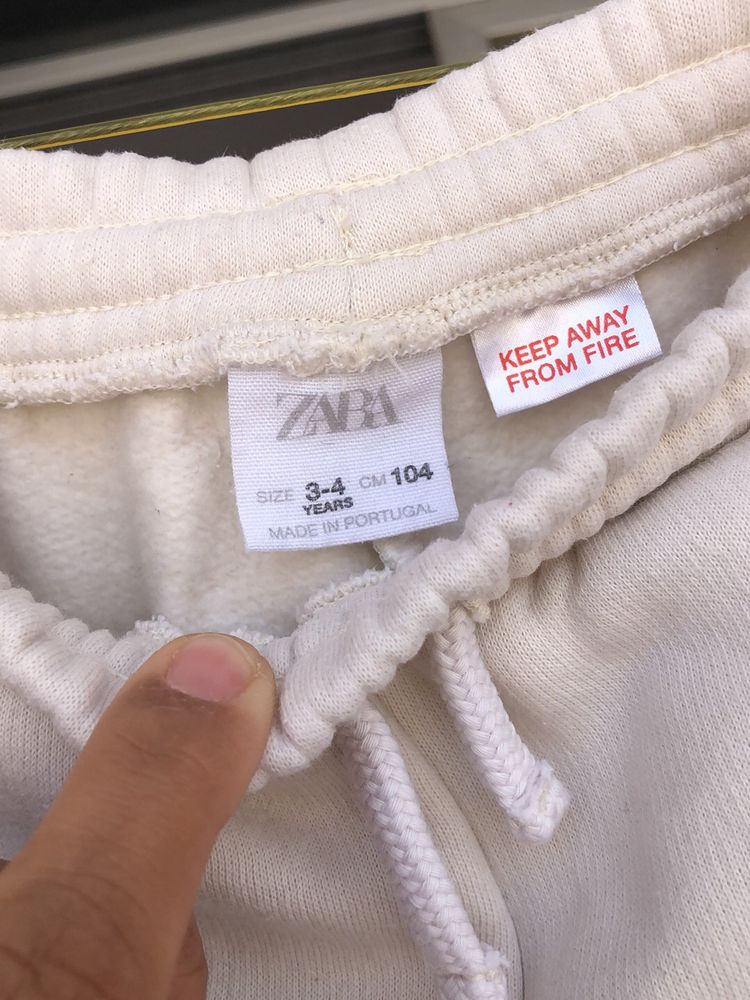 ZARA
SIZE 3-4 YEARS CM 104
MADE IN PORTUGAL
KEEP AWAY
FROM FIRE